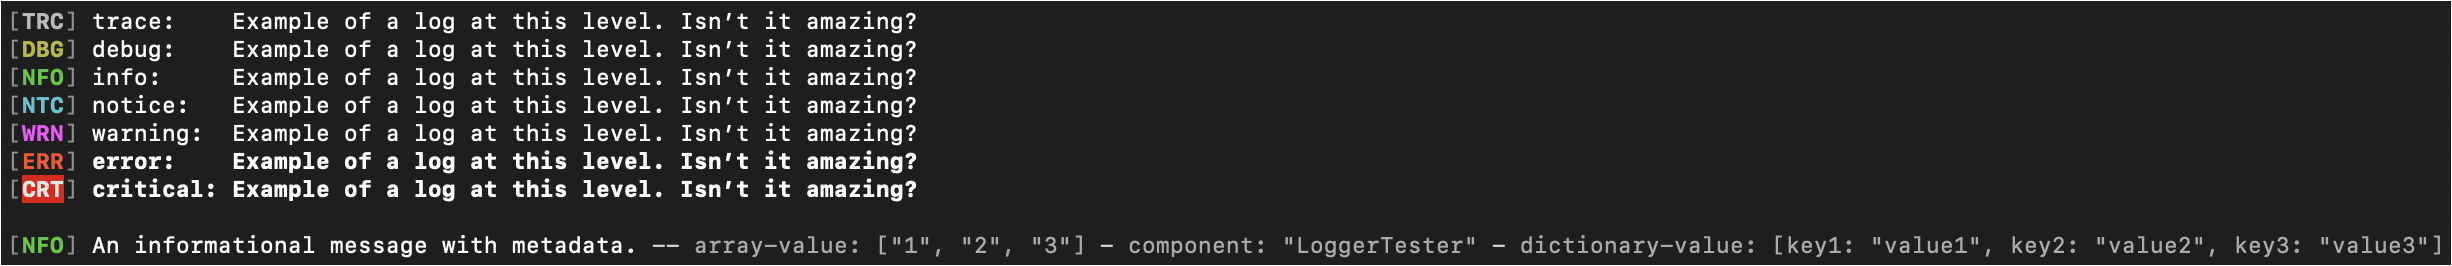 [TRC] trace:    Example of a log at this level. Isn’t it amazing?
[DBG] debug:    Example of a log at this level. Isn’t it amazing?
[NFO] info:     Example of a log at this level. Isn’t it amazing?
[NTC] notice:   Example of a log at this level. Isn’t it amazing?
[WRN] warning:  Example of a log at this level. Isn’t it amazing?
[ERR] error:    Example of a log at this level. Isn’t it amazing?
[CRT] critical: Example of a log at this level. Isn’t it amazing?
[NFO] An informational message with metadata. -- array-value: ["1", "2", "3"] - component: "LoggerTester" - dictionary-value: [key1: "value1", key2: "value2", key3: "value3"]